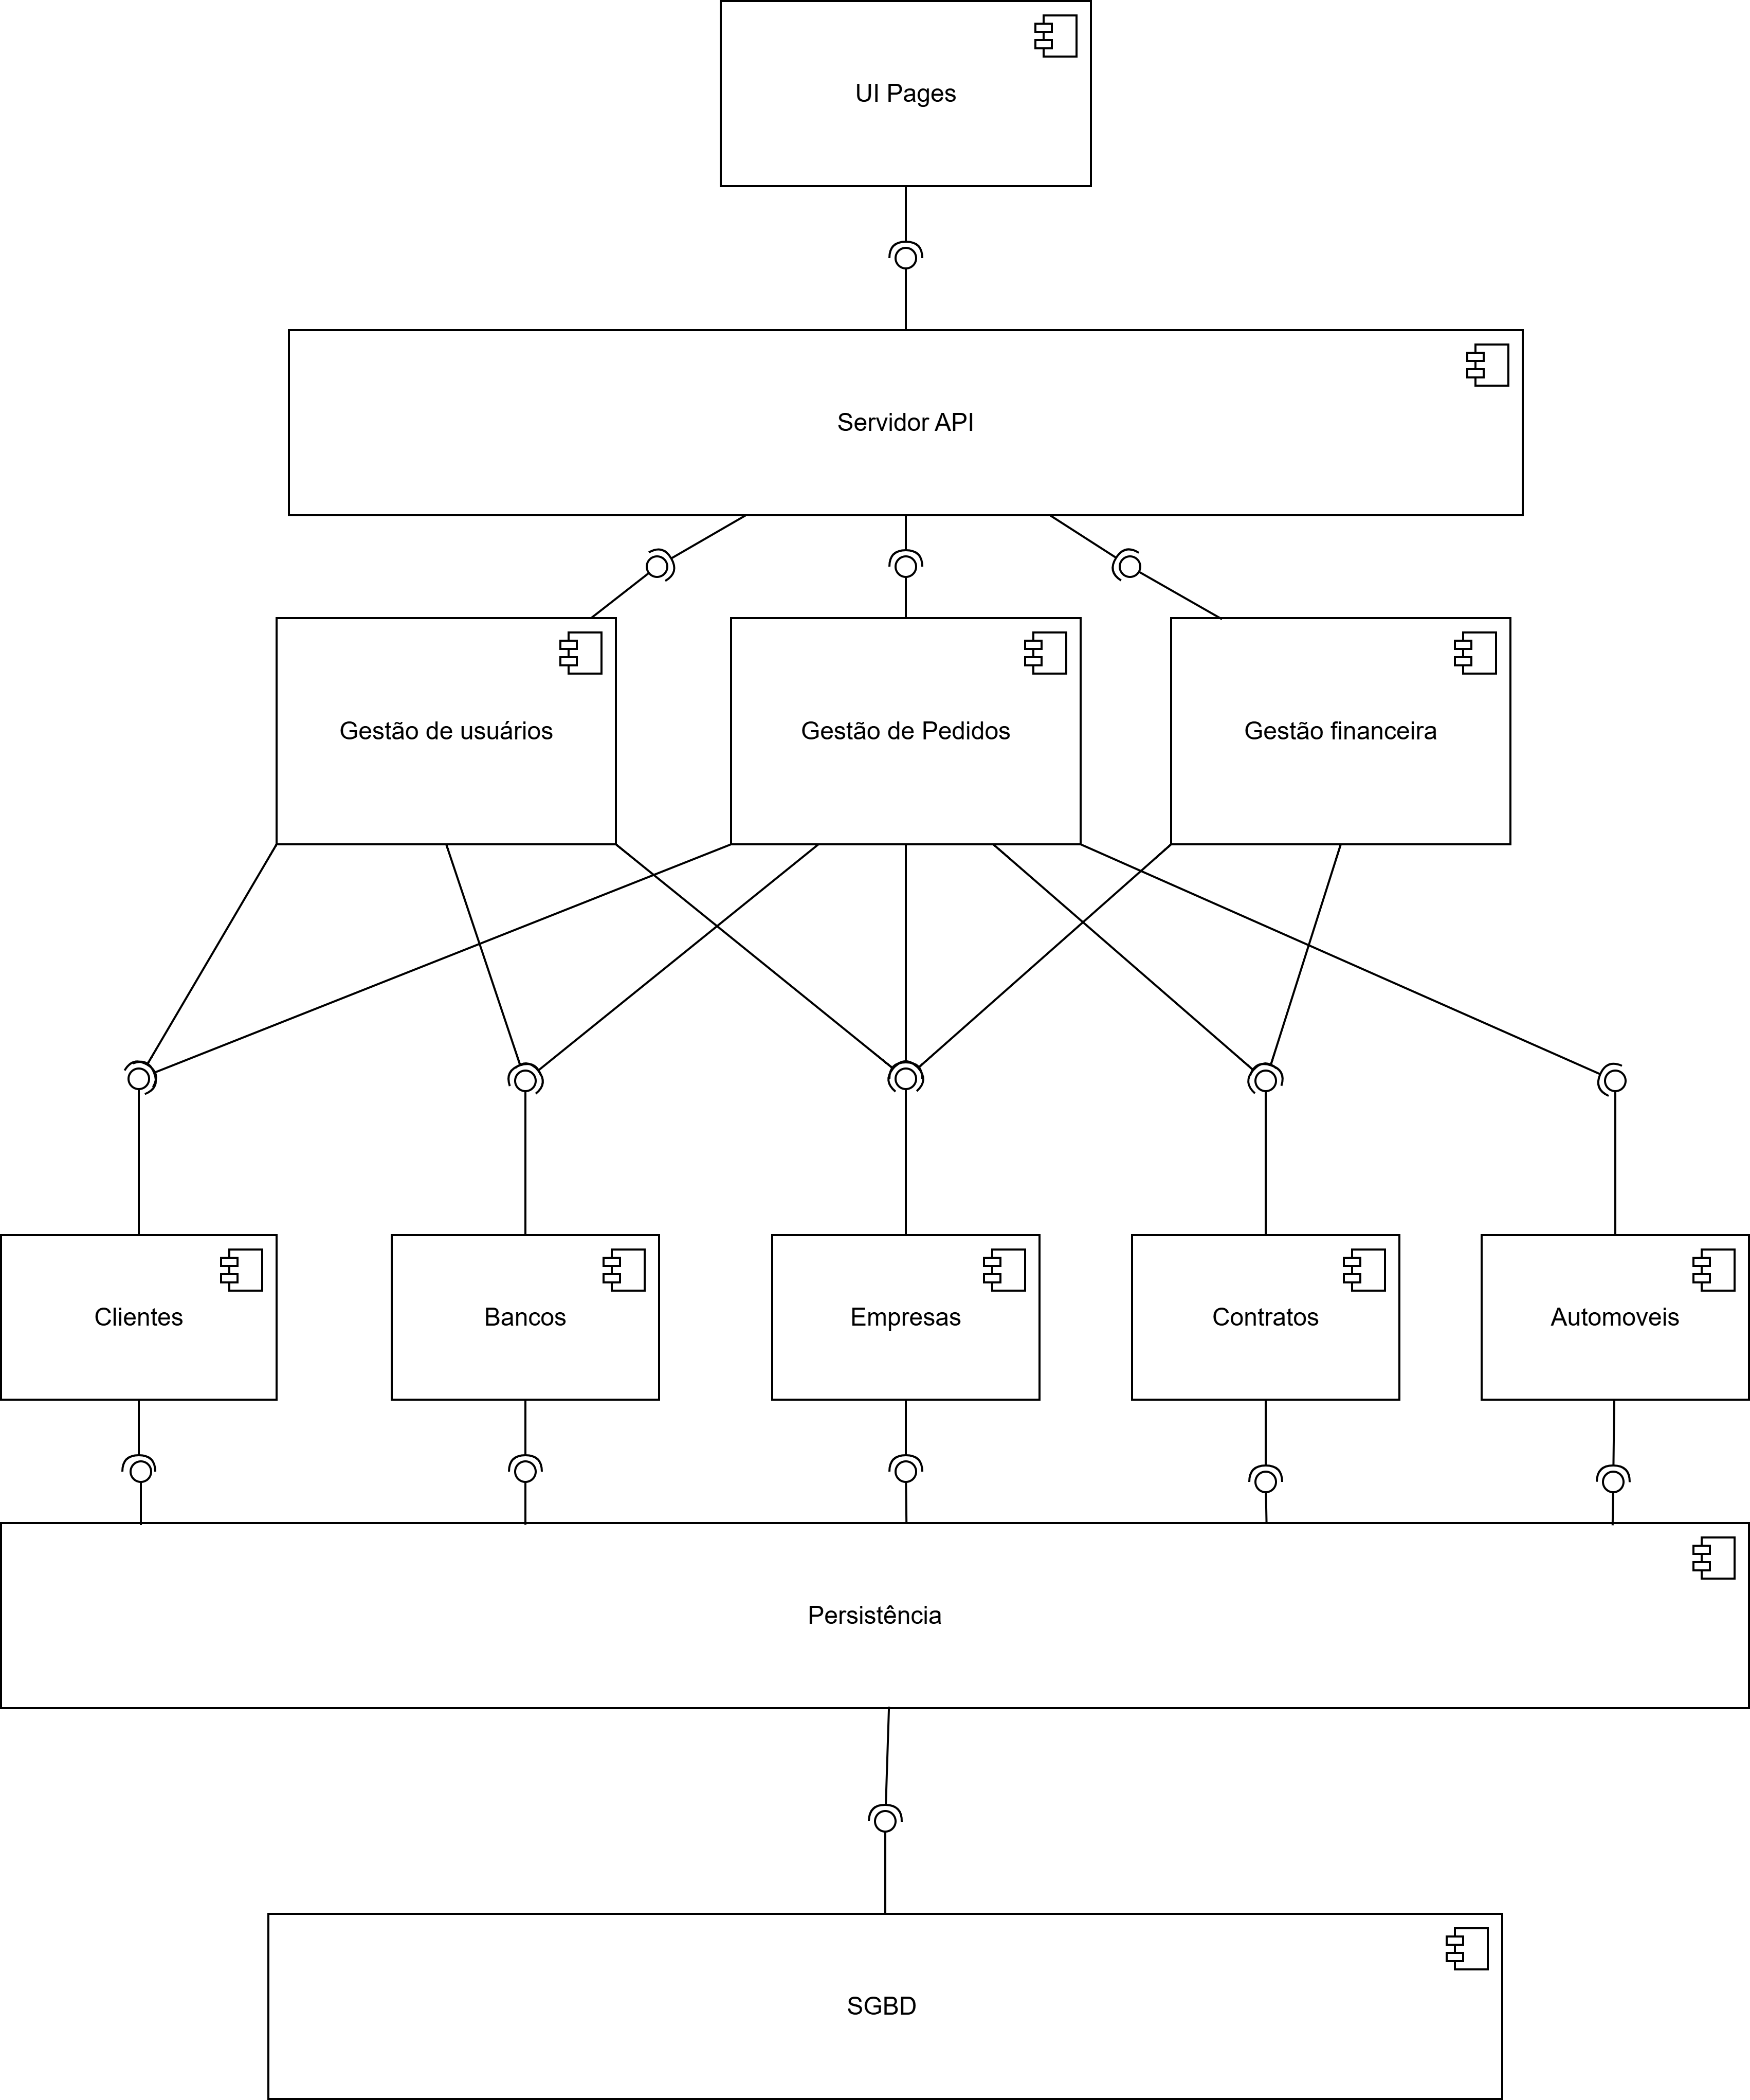 UI Pages
Servidor API
Gestão de usuários
Gestão de Pedidos
Gestão financeira
Clientes
Bancos
Empresas
Contratos
Automoveis
Persistência
SGBD